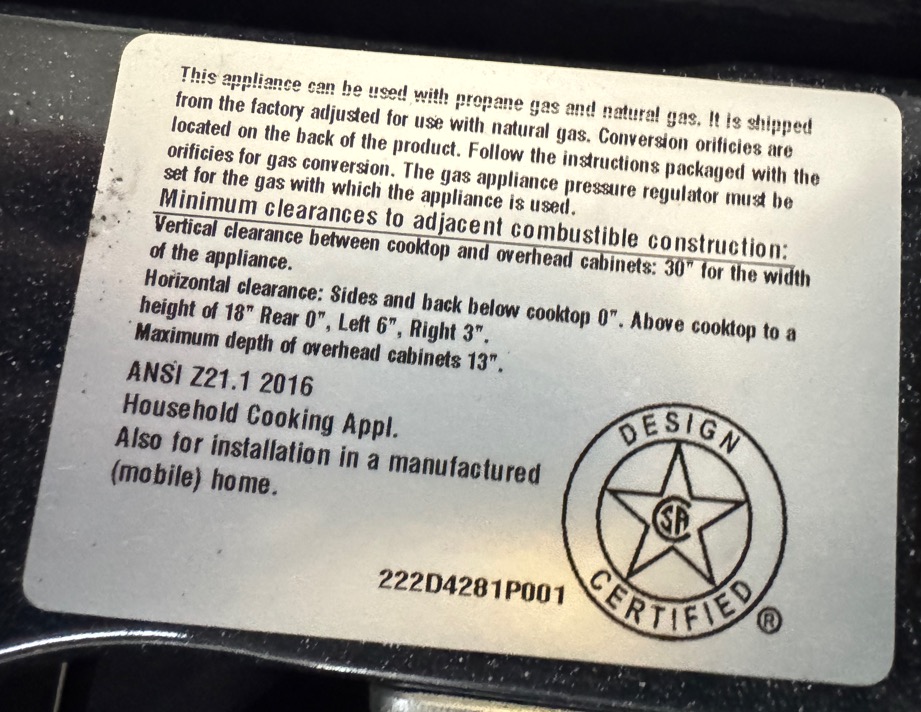 This appliance can be used with propane gas and natural gas. It is shipped
from the factory adjusted for use with natural gas. Conversion orificies are
located on the back of the product. Follow the instructions packaged with the
orificies for gas conversion. The gas appliance pressure regulator must be
set for the gas with which the appliance is used.
Minimum clearances to adjacent combustible construction:
Vertical clearance between cooktop and overhead cabinets: 30" for the width
of the appliance.
Horizontal clearance: Sides and back below cooktop 0". Above cooktop to a
height of 18" Rear 0", Left 6", Right 3".
Maximum depth of overhead cabinets 13".
ANSI Z21.1 2016
Household Cooking Appl.
Also for installation in a manufactured
(mobile) home.
222D4281P001
DESIGN
CSA
CERTIFIED
®